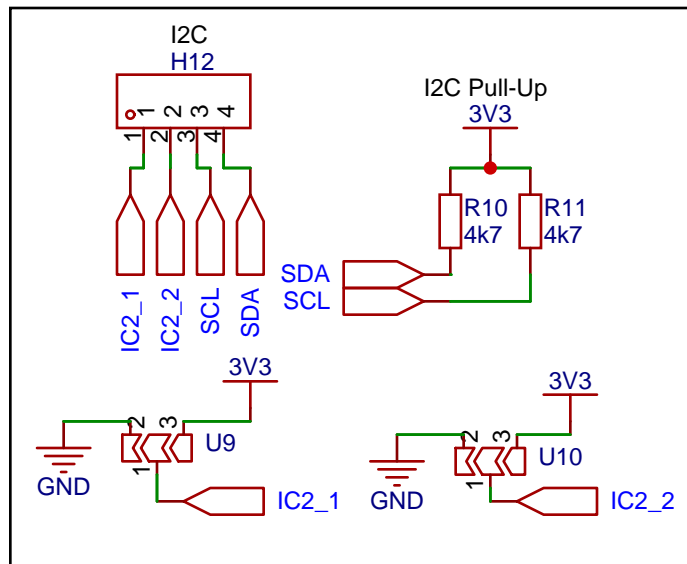 I2C
H12
1 2 3 4
1 2 3 4
IC2_1
IC2_2
SCL
SDA
I2C Pull-Up
3V3
R10
4k7
R11
4k7
SDA
SCL
3V3
2 3
U9
1
GND
IC2_1
3V3
2 3
U10
1
GND
IC2_2